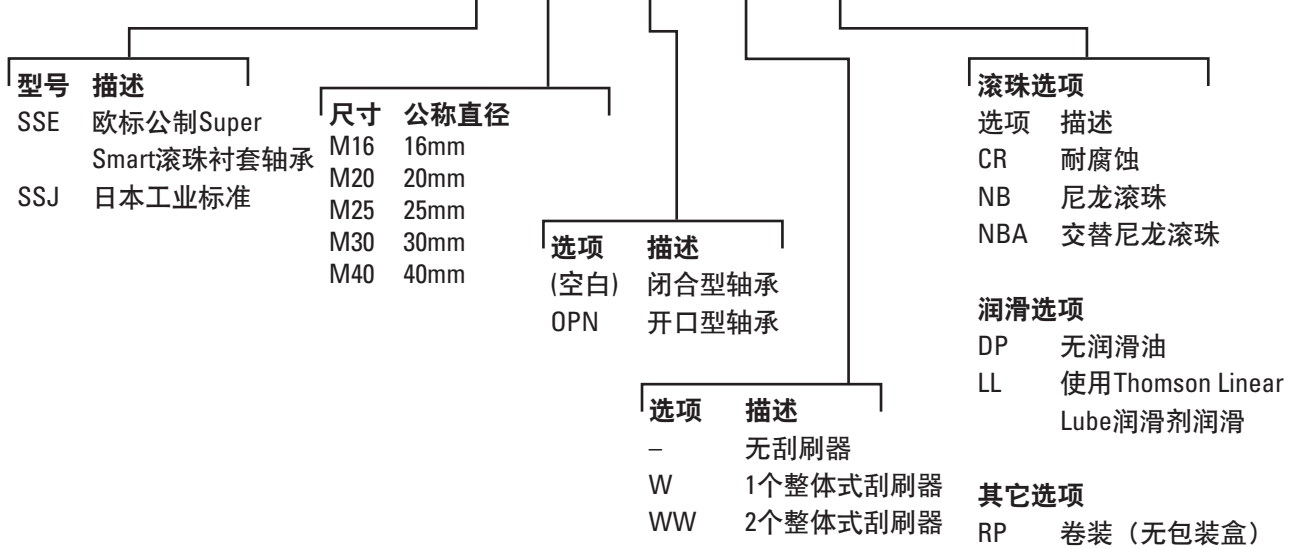 型号 描述
SSE 欧标公制Super
Smart滚珠衬套轴承
SSJ 日本工业标准
尺寸 公称直径
M16 16mm
M20 20mm
M25 25mm
M30 30mm
M40 40mm
选项 描述
(空白) 闭合型轴承
OPN 开口型轴承
选项 描述
– 无刮刷器
W 1个整体式刮刷器
WW 2个整体式刮刷器
滚珠选项
选项 描述
CR 耐腐蚀
NB 尼龙滚珠
NBA 交替尼龙滚珠
润滑选项
DP 无润滑油
LL 使用Thomson Linear
Lube润滑剂润滑
其它选项
RP 卷装（无包装盒）